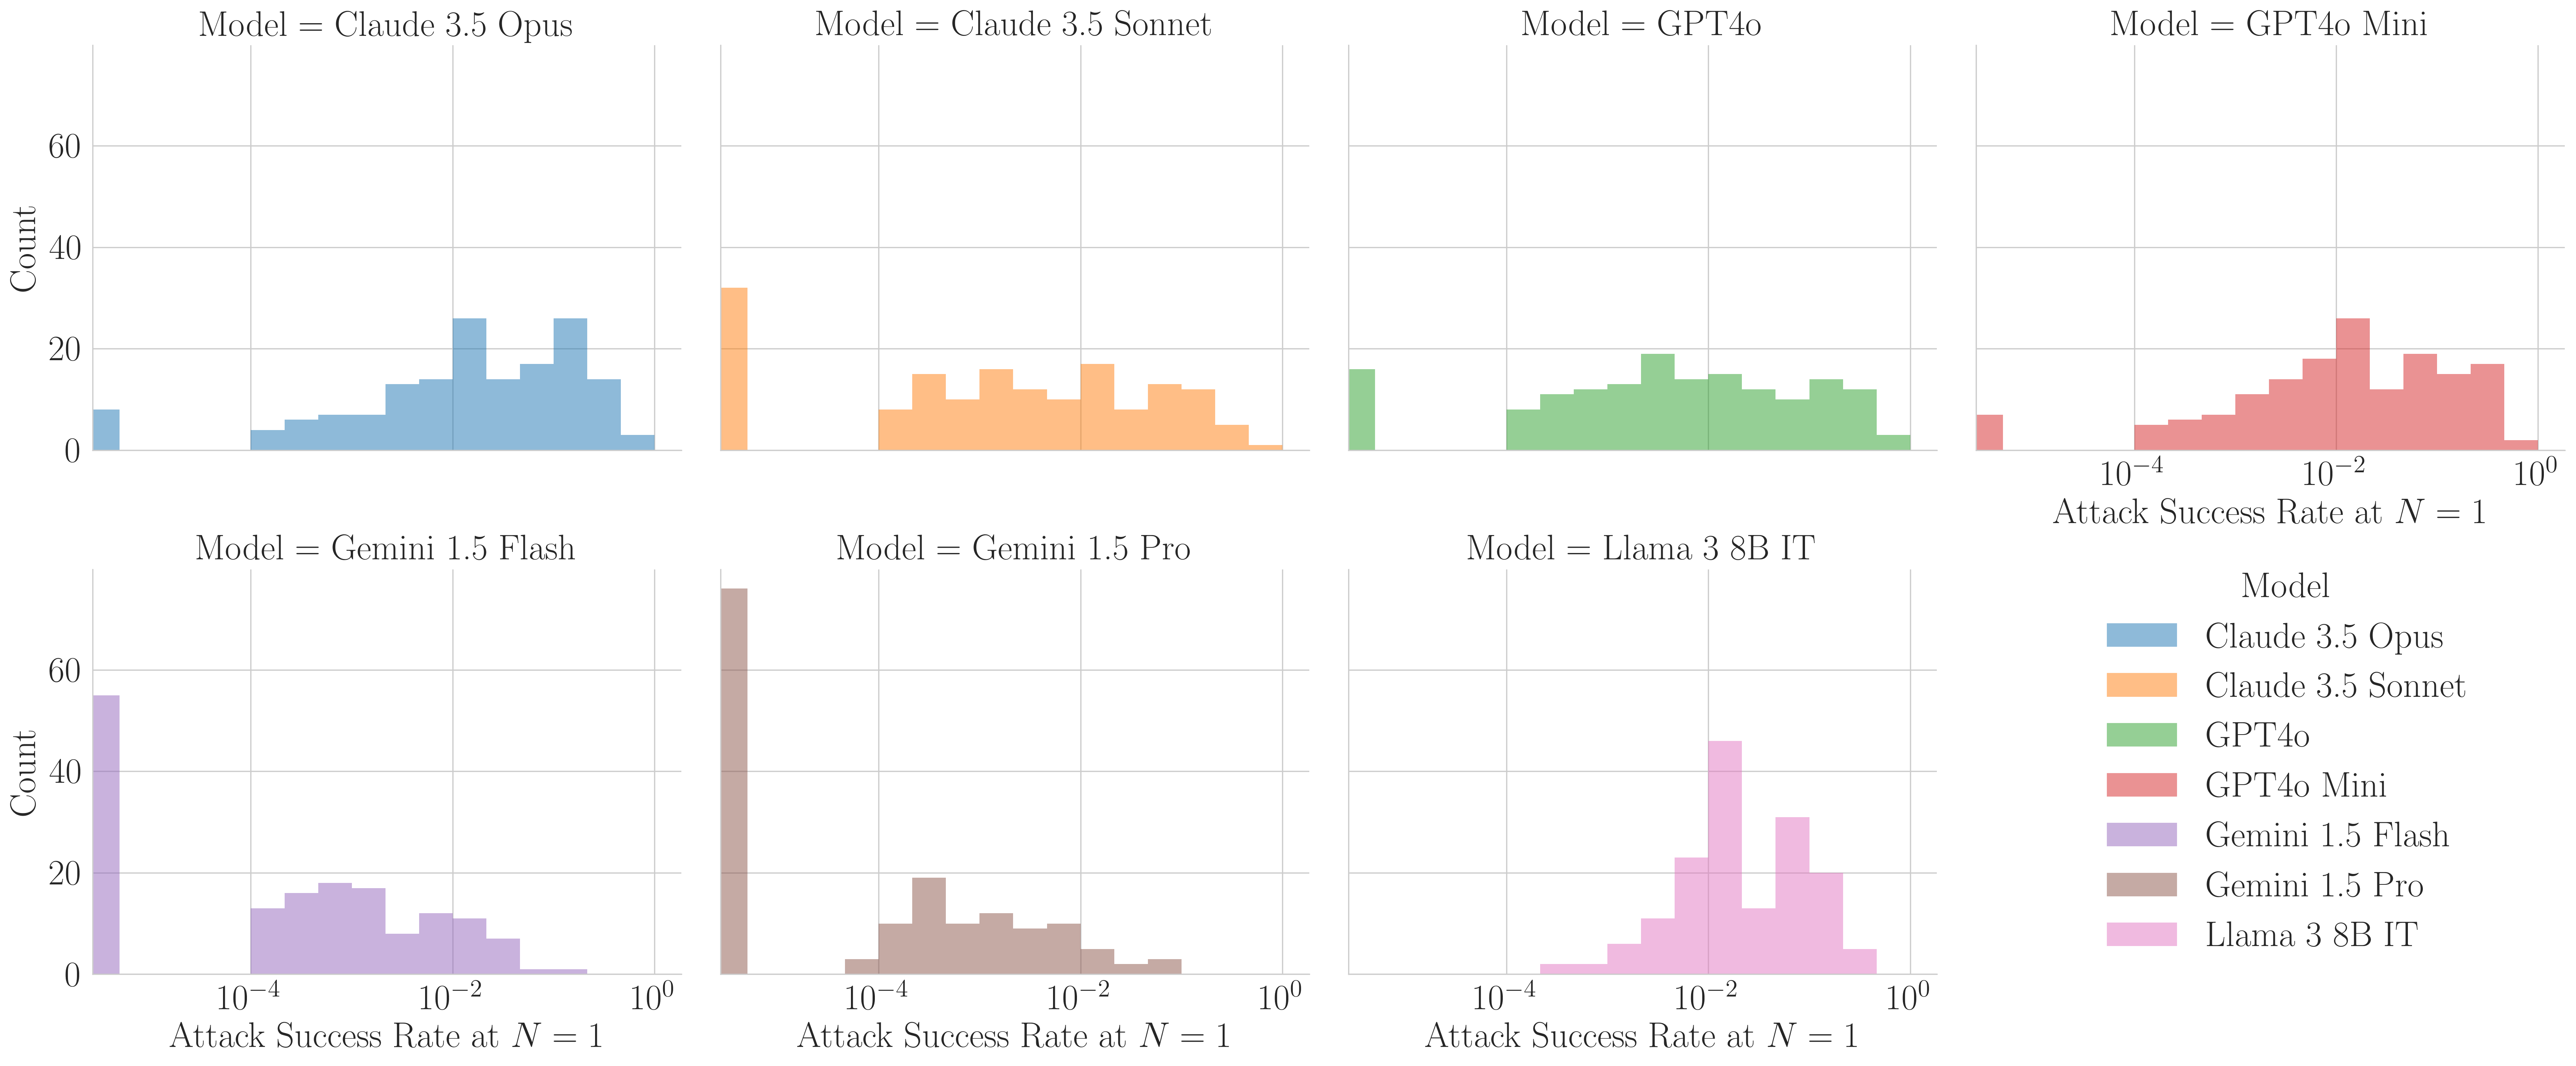 Model = Claude 3.5 Opus
Model = Claude 3.5 Sonnet
Model = GPT4o
Model = GPT4o Mini
60
40
20
0
Count
10⁻⁴ 10⁻² 10⁰
Attack Success Rate at N = 1
Model = Gemini 1.5 Flash
Model = Gemini 1.5 Pro
Model = Llama 3 8B IT
60
40
20
0
Count
10⁻⁴ 10⁻² 10⁰
Attack Success Rate at N = 1
10⁻⁴ 10⁻² 10⁰
Attack Success Rate at N = 1
10⁻⁴ 10⁻² 10⁰
Attack Success Rate at N = 1
Model
Claude 3.5 Opus
Claude 3.5 Sonnet
GPT4o
GPT4o Mini
Gemini 1.5 Flash
Gemini 1.5 Pro
Llama 3 8B IT